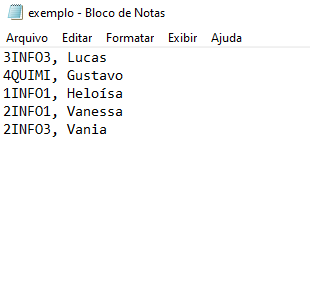 exemplo - Bloco de Notas
Arquivo Editar Formatar Exibir Ajuda
3INFO3, Lucas
4QUIMI, Gustavo
1INFO1, Heloísa
2INFO1, Vanessa
2INFO3, Vania